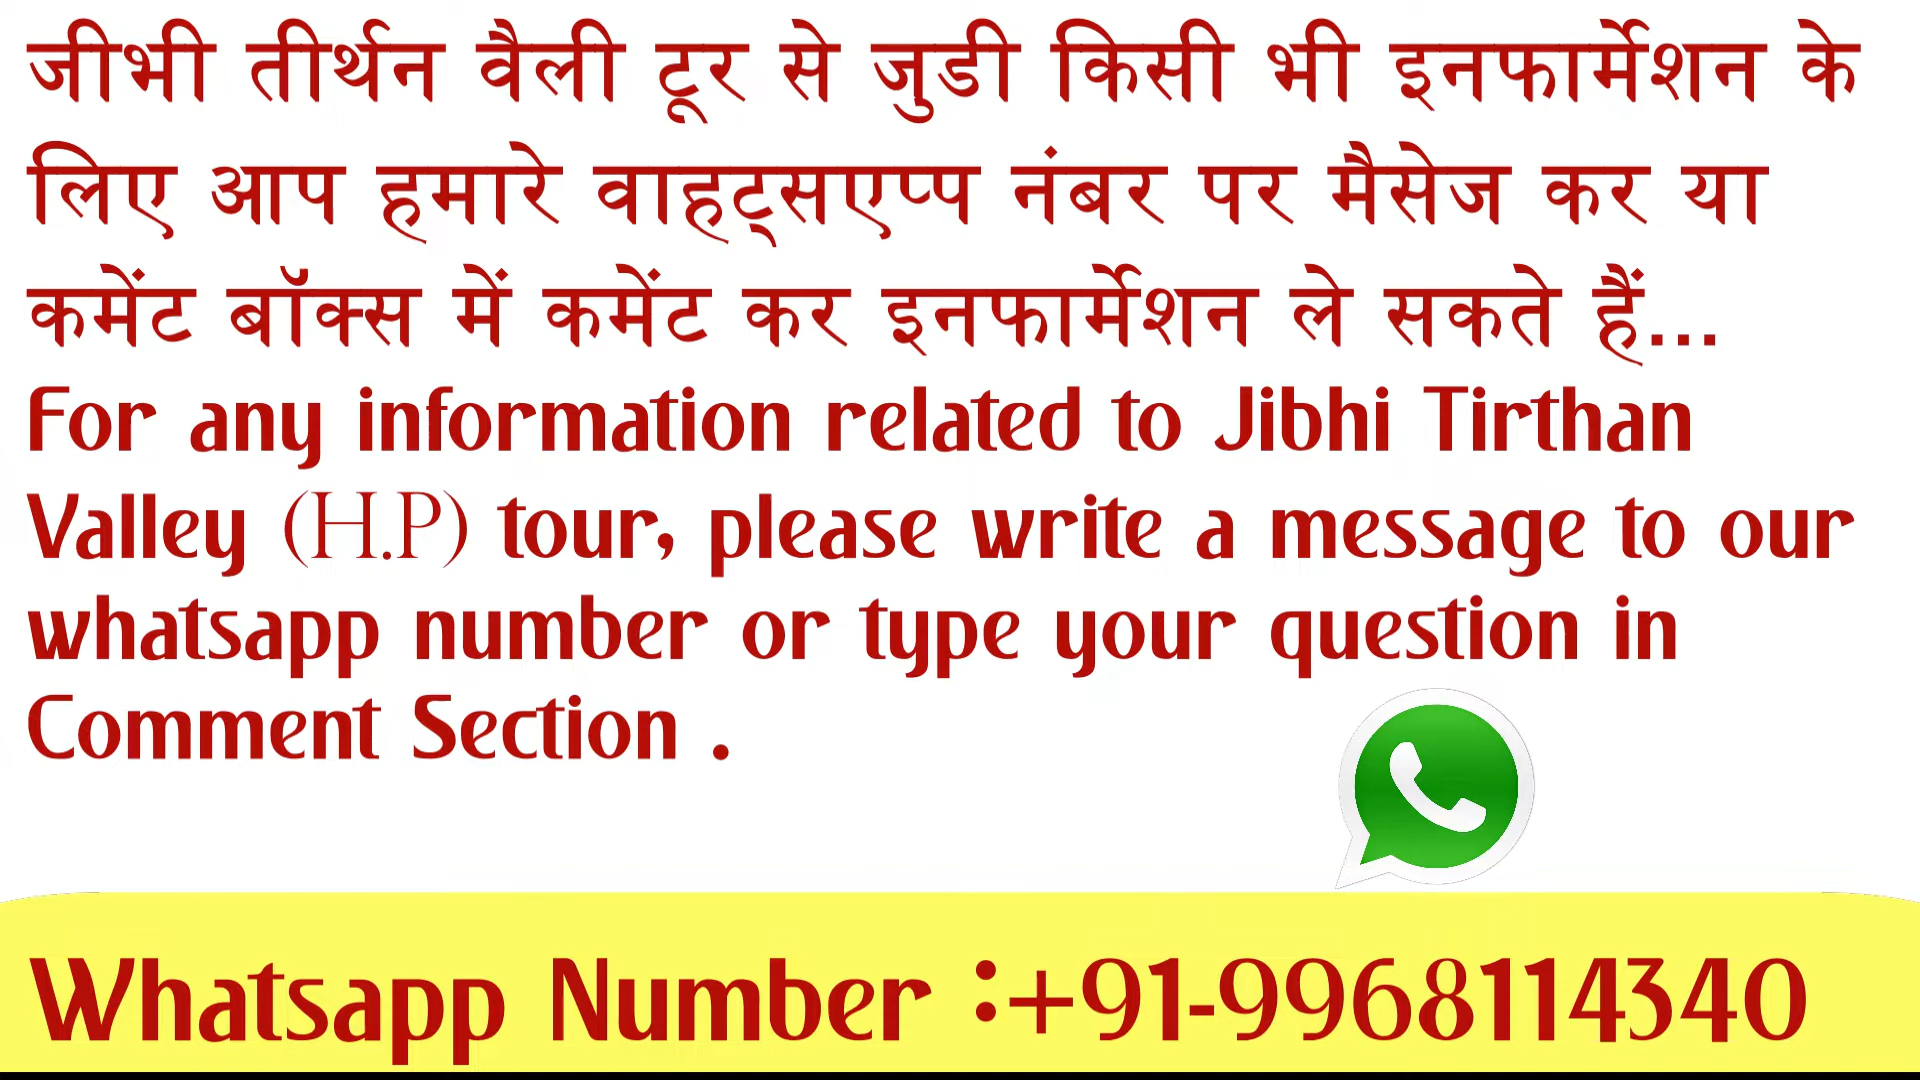 जीभी तीर्थन वैली टूर से जुडी किसी भी इनफार्मेशन के
लिए आप हमारे वाहट्सएप्प नंबर पर मैसेज कर या
कमेंट बॉक्स में कमेंट कर इनफार्मेशन ले सकते हैं...
For any information related to Jibhi Tirthan
Valley (H.P) tour, please write a message to our
whatsapp number or type your question in
Comment Section .
Whatsapp Number :+91-9968114340